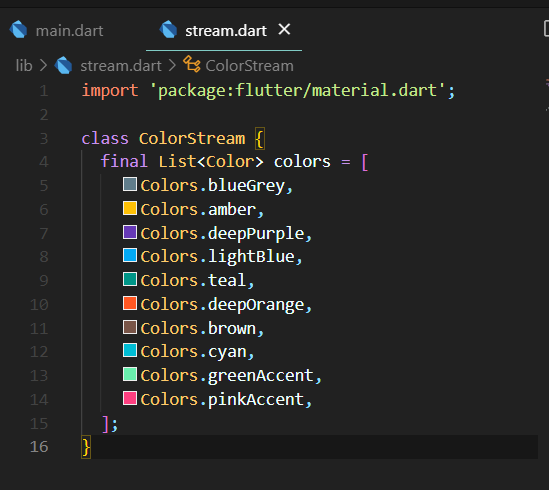 main.dart stream.dart ×
lib > stream.dart > ColorStream
1 import 'package:flutter/material.dart';
2
3 class ColorStream {
4 final List<Color> colors = [
5 Colors.blueGrey,
6 Colors.amber,
7 Colors.deepPurple,
8 Colors.lightBlue,
9 Colors.teal,
10 Colors.deepOrange,
11 Colors.brown,
12 Colors.cyan,
13 Colors.greenAccent,
14 Colors.pinkAccent,
15 ];
16 }